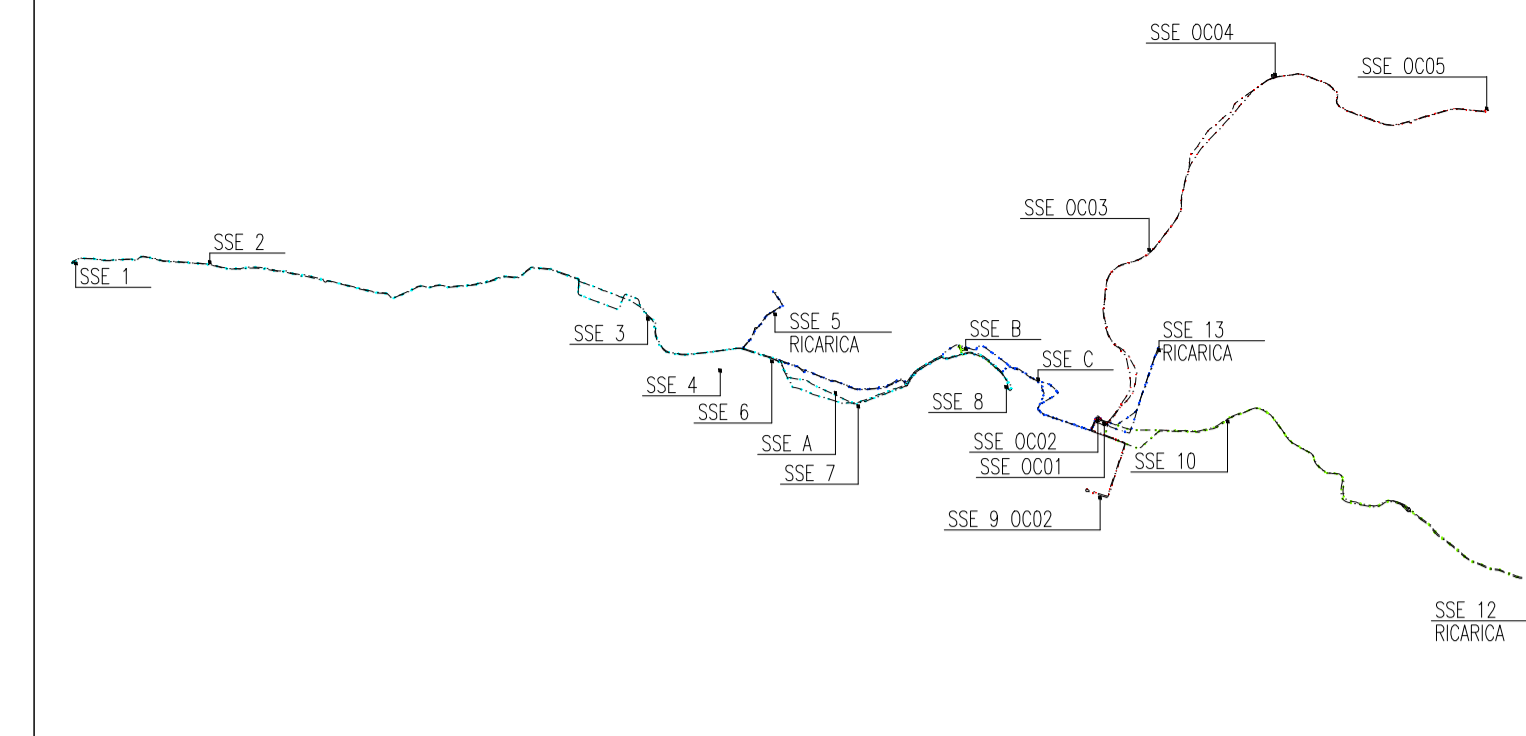 SSE OC04
SSE OC05
SSE OC03
SSE 2
SSE 1
SSE 3
SSE 5
RICARICA
SSE B
SSE 13
RICARICA
SSE C
SSE 4
SSE 6
SSE 8
SSE A
SSE 7
SSE OC02
SSE OC01
SSE 10
SSE 9 OC02
SSE 12
RICARICA